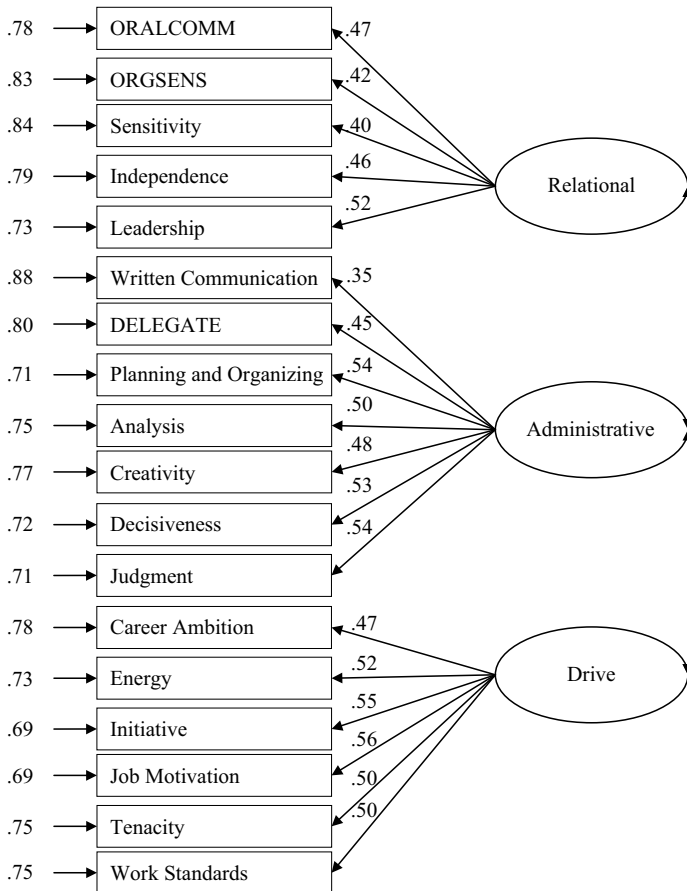 .78 ORALCOMM .47
.83 ORGSENS .42
.84 Sensitivity .40
.79 Independence .46
Relational
.73 Leadership .52
.88 Written Communication .35
.80 DELEGATE .45
.71 Planning and Organizing .54
.75 Analysis .50
Administrative
.77 Creativity .48
.72 Decisiveness .53
.71 Judgment .54
.78 Career Ambition .47
.73 Energy .52
Drive
.69 Initiative .55
.69 Job Motivation .56
.75 Tenacity .50
.75 Work Standards .50